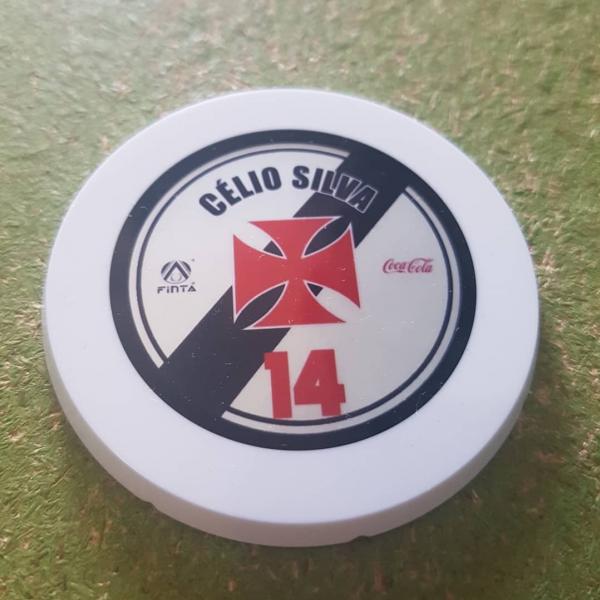 CÉLIO SILVA
FiNTA
Coca-Cola
14